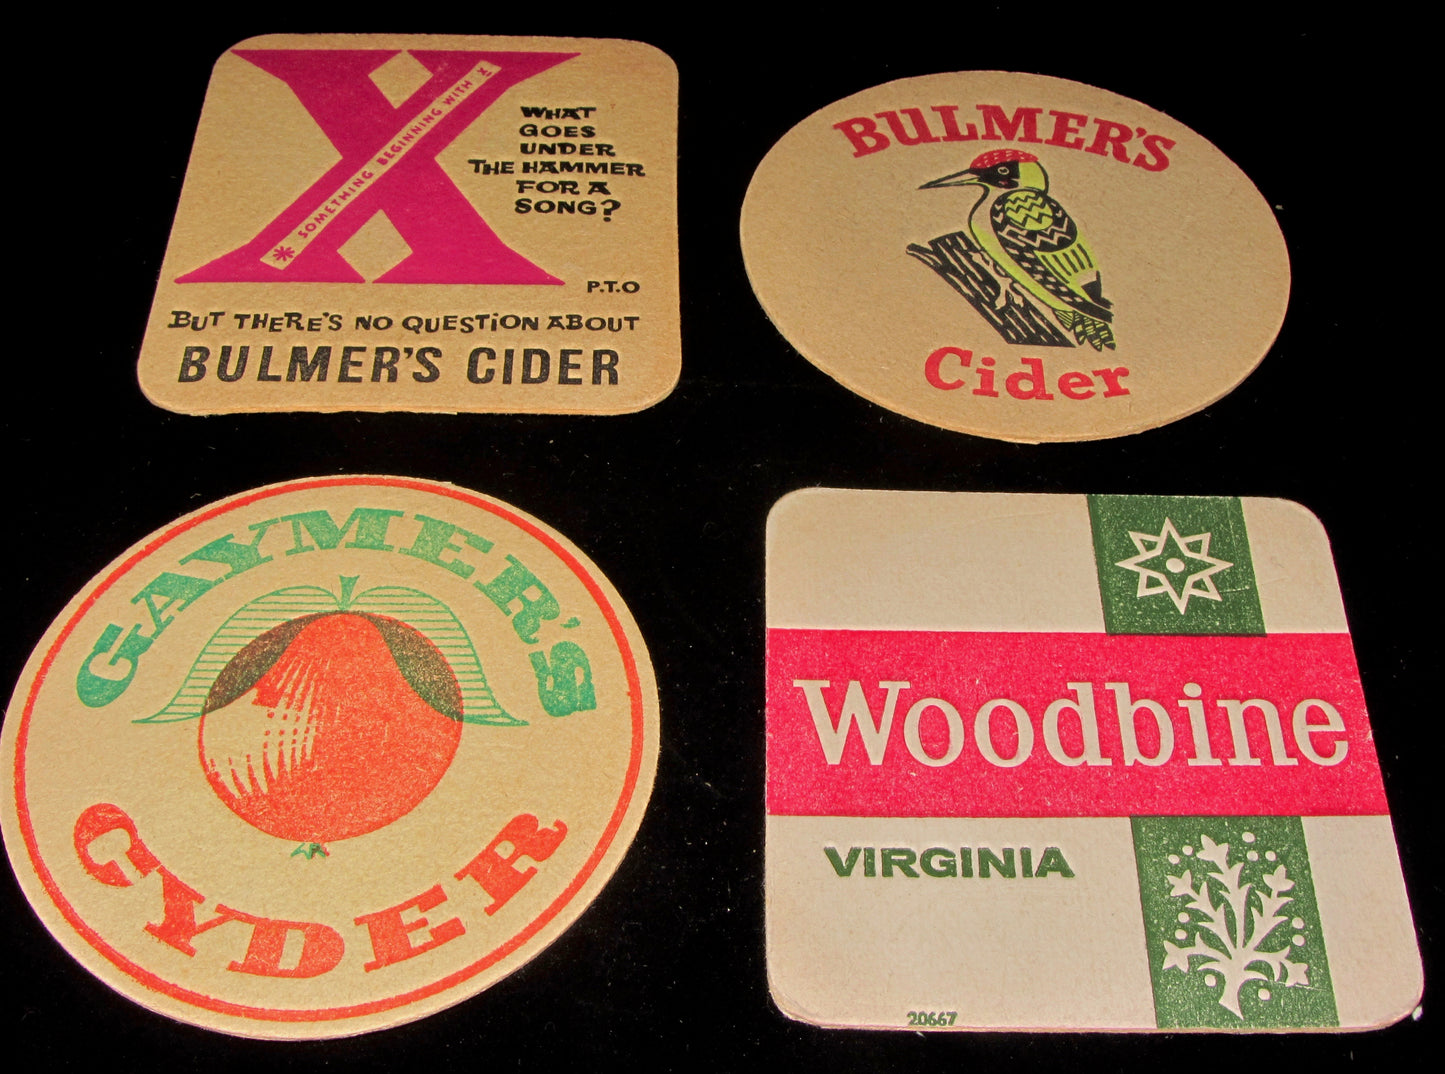 * SOMETHING BEGINNING WITH X
WHAT
GOES
UNDER
THE HAMMER
FOR A
SONG?
P.T.O
BUT THERE'S NO QUESTION ABOUT
BULMER'S CIDER
BULMER'S
Cider
GAYMER'S
CYDER
Woodbine
VIRGINIA
20667